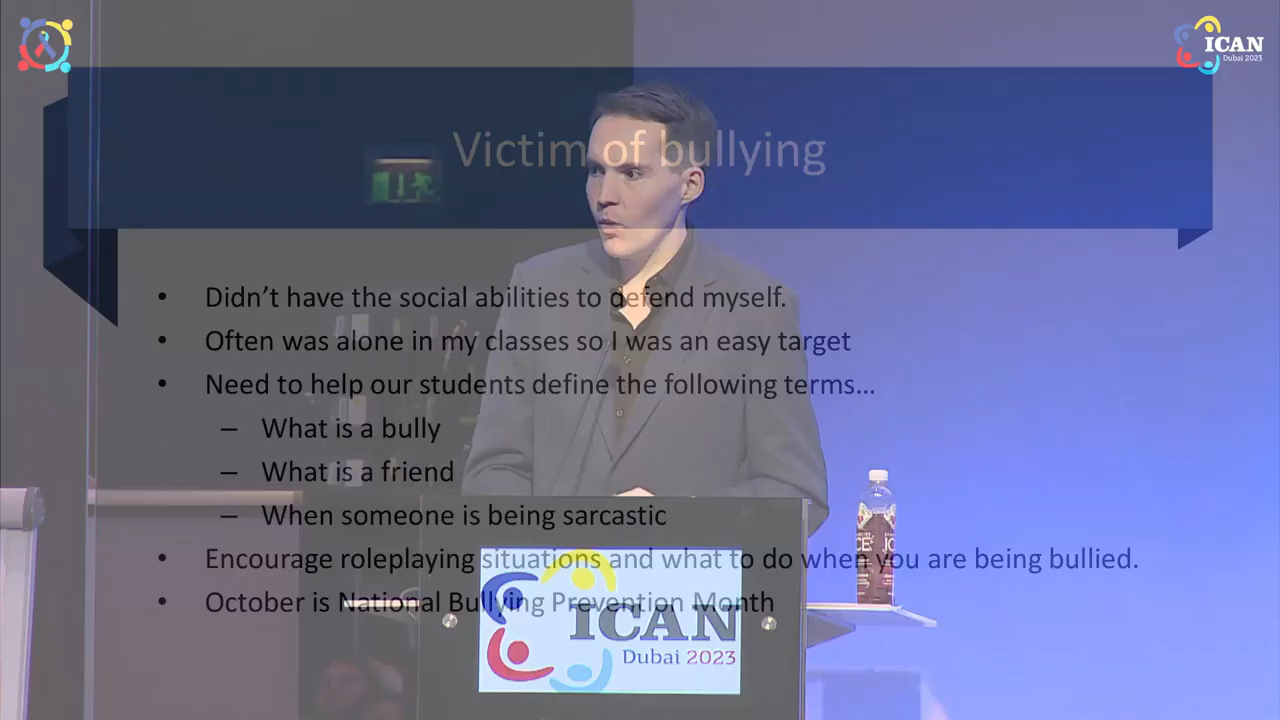 ICAN
Dubai 2023
Victim of bullying
• Didn’t have the social abilities to defend myself.
• Often was alone in my classes so I was an easy target
• Need to help our students define the following terms…
– What is a bully
– What is a friend
– When someone is being sarcastic
• Encourage roleplaying situations and what to do when you are being bullied.
• October is National Bullying Prevention Month
ICAN
Dubai 2023